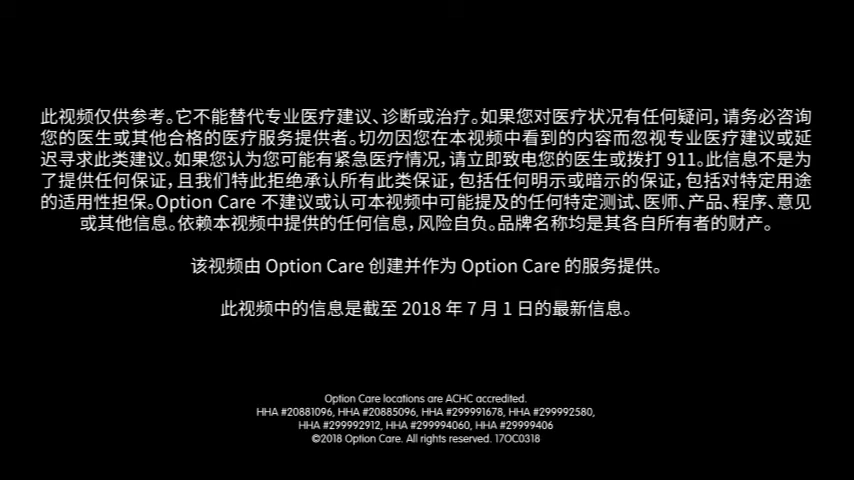 此视频仅供参考。它不能替代专业医疗建议、诊断或治疗。如果您对医疗状况有任何疑问，请务必咨询
您的医生或其他合格的医疗服务提供者。切勿因您在本视频中看到的内容而忽视专业医疗建议或延
迟寻求此类建议。如果您认为您可能有紧急医疗情况，请立即致电您的医生或拨打 911。此信息不是为
了提供任何保证，且我们特此拒绝承认所有此类保证，包括任何明示或暗示的保证，包括对特定用途
的适用性担保。Option Care 不建议或认可本视频中可能提及的任何特定测试、医师、产品、程序、意见
或其他信息。依赖本视频中提供的任何信息，风险自负。品牌名称均是其各自所有者的财产。
该视频由 Option Care 创建并作为 Option Care 的服务提供。
此视频中的信息是截至 2018 年 7 月 1 日的最新信息。
Option Care locations are ACHC accredited.
HHA #20881096, HHA #20885096, HHA #299991678, HHA #299992580,
HHA #299992912, HHA #299994060, HHA #29999406
©2018 Option Care. All rights reserved. 17OC0318